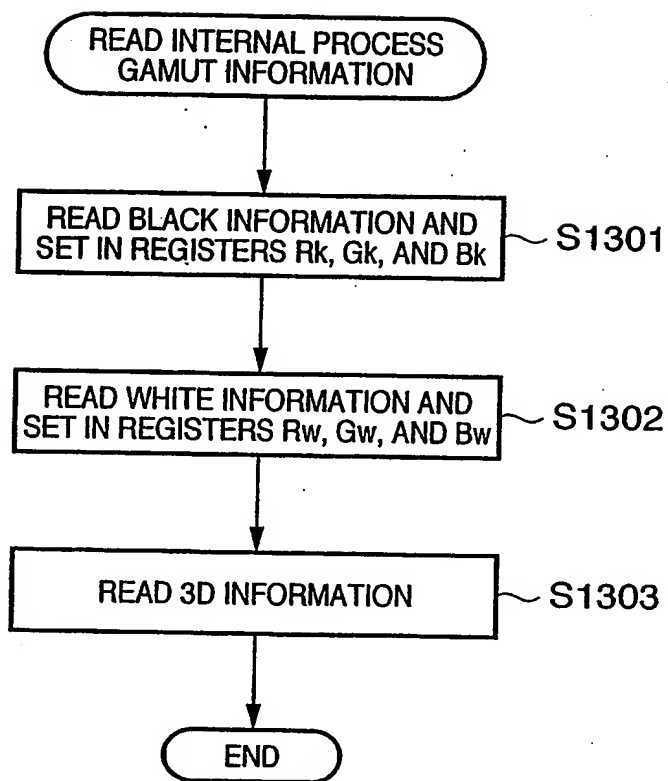 READ INTERNAL PROCESS
GAMUT INFORMATION
READ BLACK INFORMATION AND
SET IN REGISTERS Rk, Gk, AND Bk
S1301
READ WHITE INFORMATION AND
SET IN REGISTERS Rw, Gw, AND Bw
S1302
READ 3D INFORMATION
S1303
END